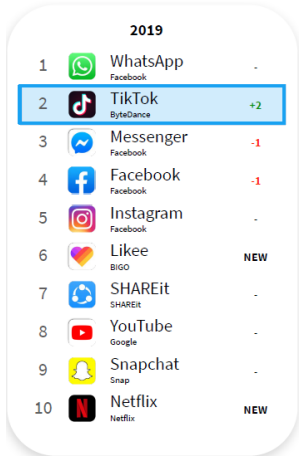 2019
1 WhatsApp -
Facebook
2 TikTok +2
ByteDance
3 Messenger -1
Facebook
4 Facebook -1
Facebook
5 Instagram -
Facebook
6 Likee NEW
BIGO
7 SHAREit -
SHAREit
8 YouTube -
Google
9 Snapchat -
Snap
10 N Netflix NEW
Netflix